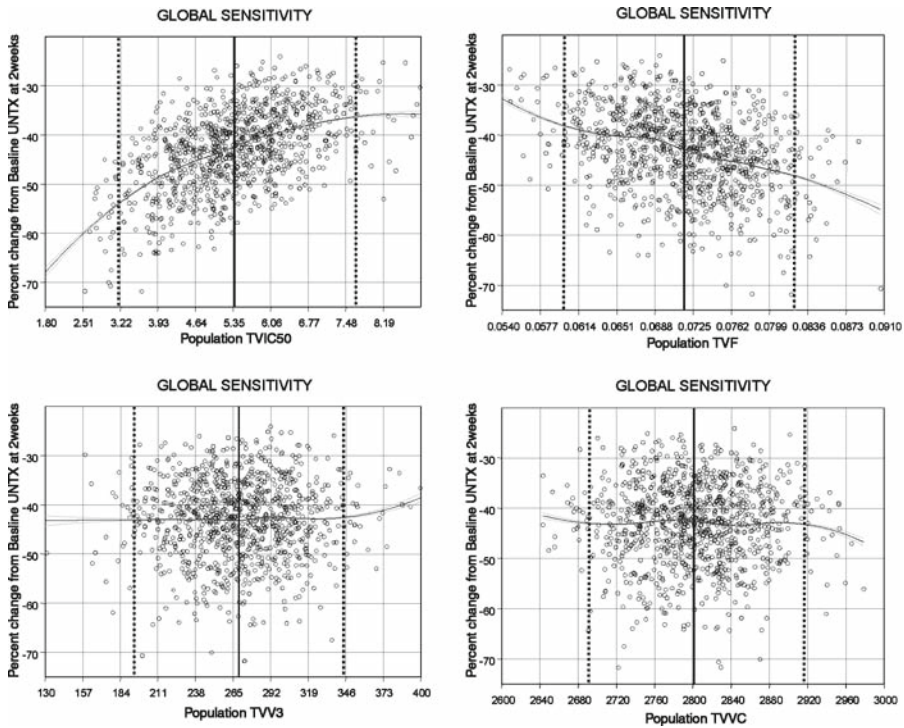 GLOBAL SENSITIVITY
Percent change from Basline UNTX at 2weeks
-30
-40
-50
-60
-70
1.80 2.51 3.22 3.93 4.64 5.35 6.06 6.77 7.48 8.19
Population TVIC50
GLOBAL SENSITIVITY
Percent change from Basline UNTX at 2weeks
-30
-40
-50
-60
-70
0.0540 0.0577 0.0614 0.0651 0.0688 0.0725 0.0762 0.0799 0.0836 0.0873 0.0910
Population TVF
GLOBAL SENSITIVITY
Percent change from Basline UNTX at 2weeks
-30
-40
-50
-60
-70
130 157 184 211 238 265 292 319 346 373 400
Population TVV3
GLOBAL SENSITIVITY
Percent change from Basline UNTX at 2weeks
-30
-40
-50
-60
-70
2600 2640 2680 2720 2760 2800 2840 2880 2920 2960 3000
Population TVVC